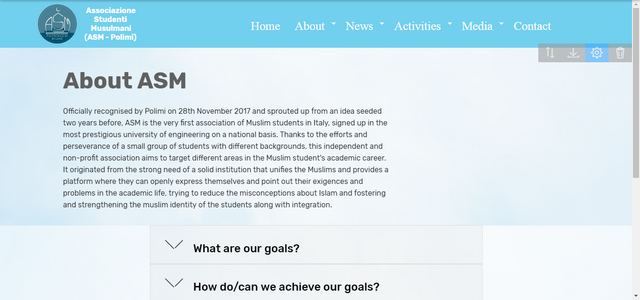 Associazione
Studenti
Musulmani
(ASM - Polimi)
Home About News Activities Media Contact
About ASM
Officially recognised by Polimi on 28th November 2017 and sprouted up from an idea seeded
two years before, ASM is the very first association of Muslim students in Italy, signed up in the
most prestigious university of engineering on a national basis. Thanks to the efforts and
perseverance of a small group of students with different backgrounds, this independent and
non-profit association aims to target different areas in the Muslim student's academic career.
It originated from the strong need of a solid institution that unifies the Muslims and provides a
platform where they can openly express themselves and point out their exigences and
problems in the academic life, trying to reduce the misconceptions about Islam and fostering
and strengthening the muslim identity of the students along with integration.
What are our goals?
How do/can we achieve our goals?